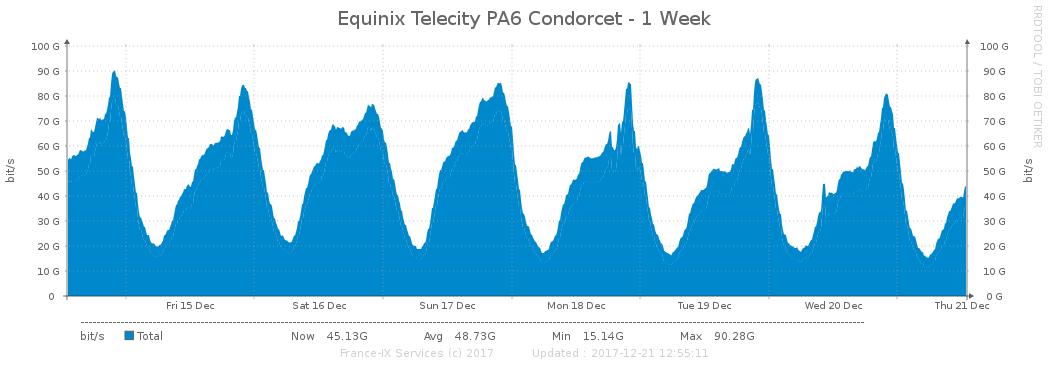 Equinix Telecity PA6 Condorcet - 1 Week
RRDTOOL / TOBI OETIKER
bit/s
bit/s
100 G 100 G
90 G 90 G
80 G 80 G
70 G 70 G
60 G 60 G
50 G 50 G
40 G 40 G
30 G 30 G
20 G 20 G
10 G 10 G
0 0 G
Fri 15 Dec Sat 16 Dec Sun 17 Dec Mon 18 Dec Tue 19 Dec Wed 20 Dec Thu 21 Dec
bit/s Total Now 45.13G Avg 48.73G Min 15.14G Max 90.28G
France-IX Services (c) 2017 Updated : 2017-12-21 12:55:11